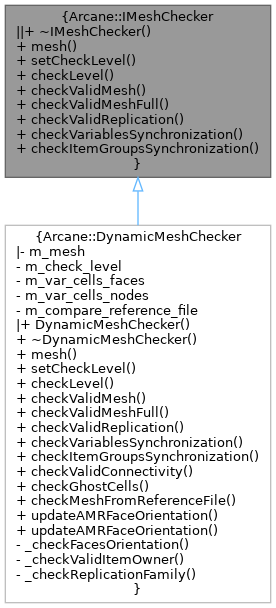 {Arcane::IMeshChecker
||+ ~IMeshChecker()
+ mesh()
+ setCheckLevel()
+ checkLevel()
+ checkValidMesh()
+ checkValidMeshFull()
+ checkValidReplication()
+ checkVariablesSynchronization()
+ checkItemGroupsSynchronization()
}
{Arcane::DynamicMeshChecker
|- m_mesh
- m_check_level
- m_var_cells_faces
- m_var_cells_nodes
- m_compare_reference_file
|+ DynamicMeshChecker()
+ ~DynamicMeshChecker()
+ mesh()
+ setCheckLevel()
+ checkLevel()
+ checkValidMesh()
+ checkValidMeshFull()
+ checkValidReplication()
+ checkVariablesSynchronization()
+ checkItemGroupsSynchronization()
+ checkValidConnectivity()
+ checkGhostCells()
+ checkMeshFromReferenceFile()
+ updateAMRFaceOrientation()
+ updateAMRFaceOrientation()
- _checkFacesOrientation()
- _checkValidItemOwner()
- _checkReplicationFamily()
}